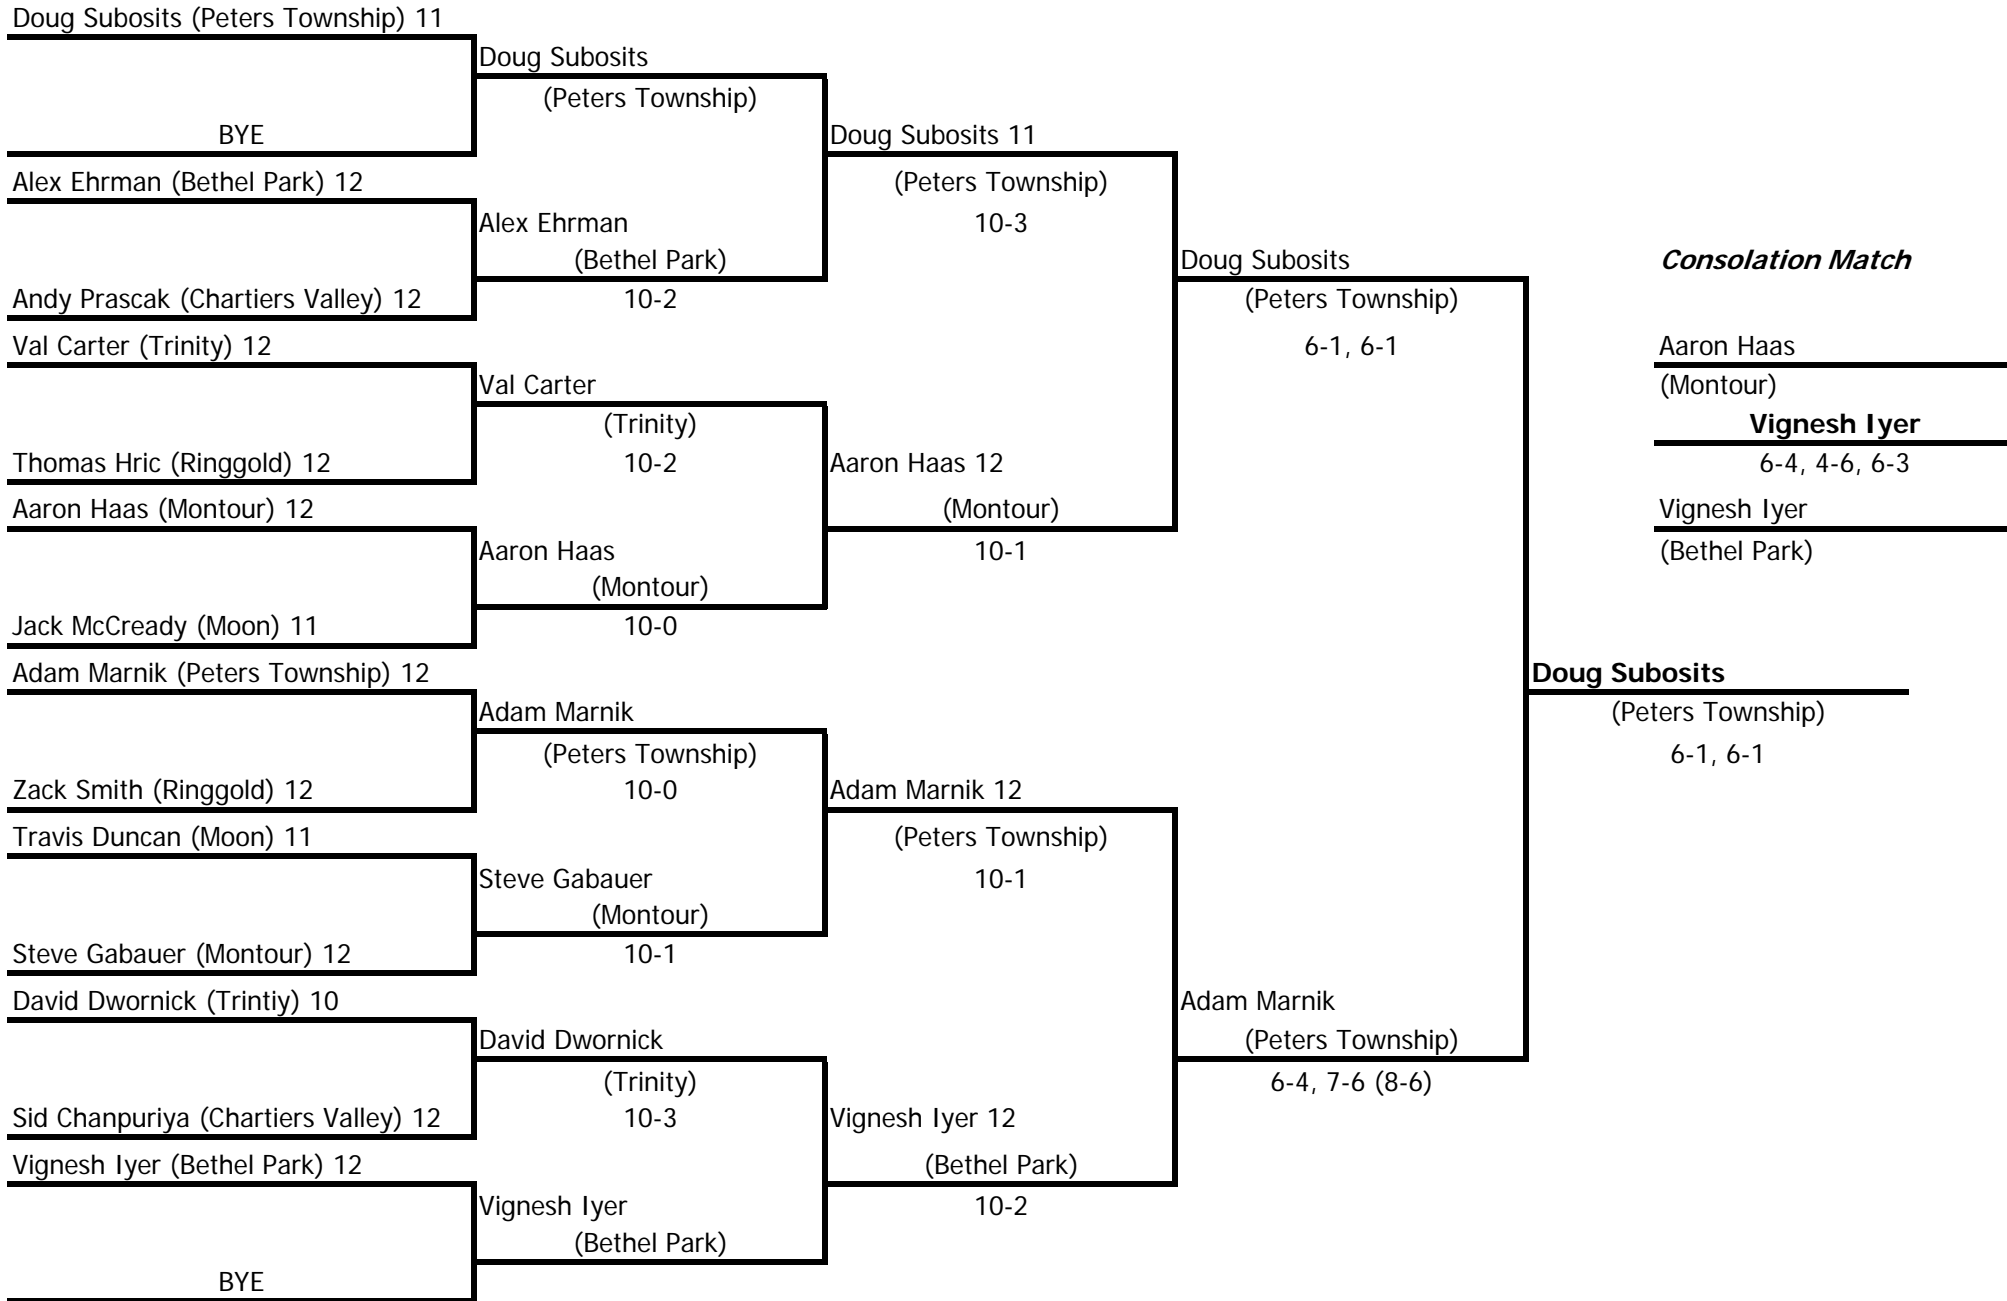 Doug Subosits (Peters Township) 11
BYE
Alex Ehrman (Bethel Park) 12
Andy Prascak (Chartiers Valley) 12
Val Carter (Trinity) 12
Thomas Hric (Ringgold) 12
Aaron Haas (Montour) 12
Jack McCready (Moon) 11
Adam Marnik (Peters Township) 12
Zack Smith (Ringgold) 12
Travis Duncan (Moon) 11
Steve Gabauer (Montour) 12
David Dwornick (Trintiy) 10
Sid Chanpuriya (Chartiers Valley) 12
Vignesh Iyer (Bethel Park) 12
BYE
Doug Subosits
(Peters Township)
Alex Ehrman
(Bethel Park)
10-2
Val Carter
(Trinity)
10-2
Aaron Haas
(Montour)
10-0
Adam Marnik
(Peters Township)
10-0
Steve Gabauer
(Montour)
10-1
David Dwornick
(Trinity)
10-3
Vignesh Iyer
(Bethel Park)
Doug Subosits 11
(Peters Township)
10-3
Aaron Haas 12
(Montour)
10-1
Adam Marnik 12
(Peters Township)
10-1
Vignesh Iyer 12
(Bethel Park)
10-2
Doug Subosits
(Peters Township)
6-1, 6-1
Adam Marnik
(Peters Township)
6-4, 7-6 (8-6)
Doug Subosits
(Peters Township)
6-1, 6-1
Consolation Match
Aaron Haas
(Montour)
Vignesh Iyer
6-4, 4-6, 6-3
Vignesh Iyer
(Bethel Park)